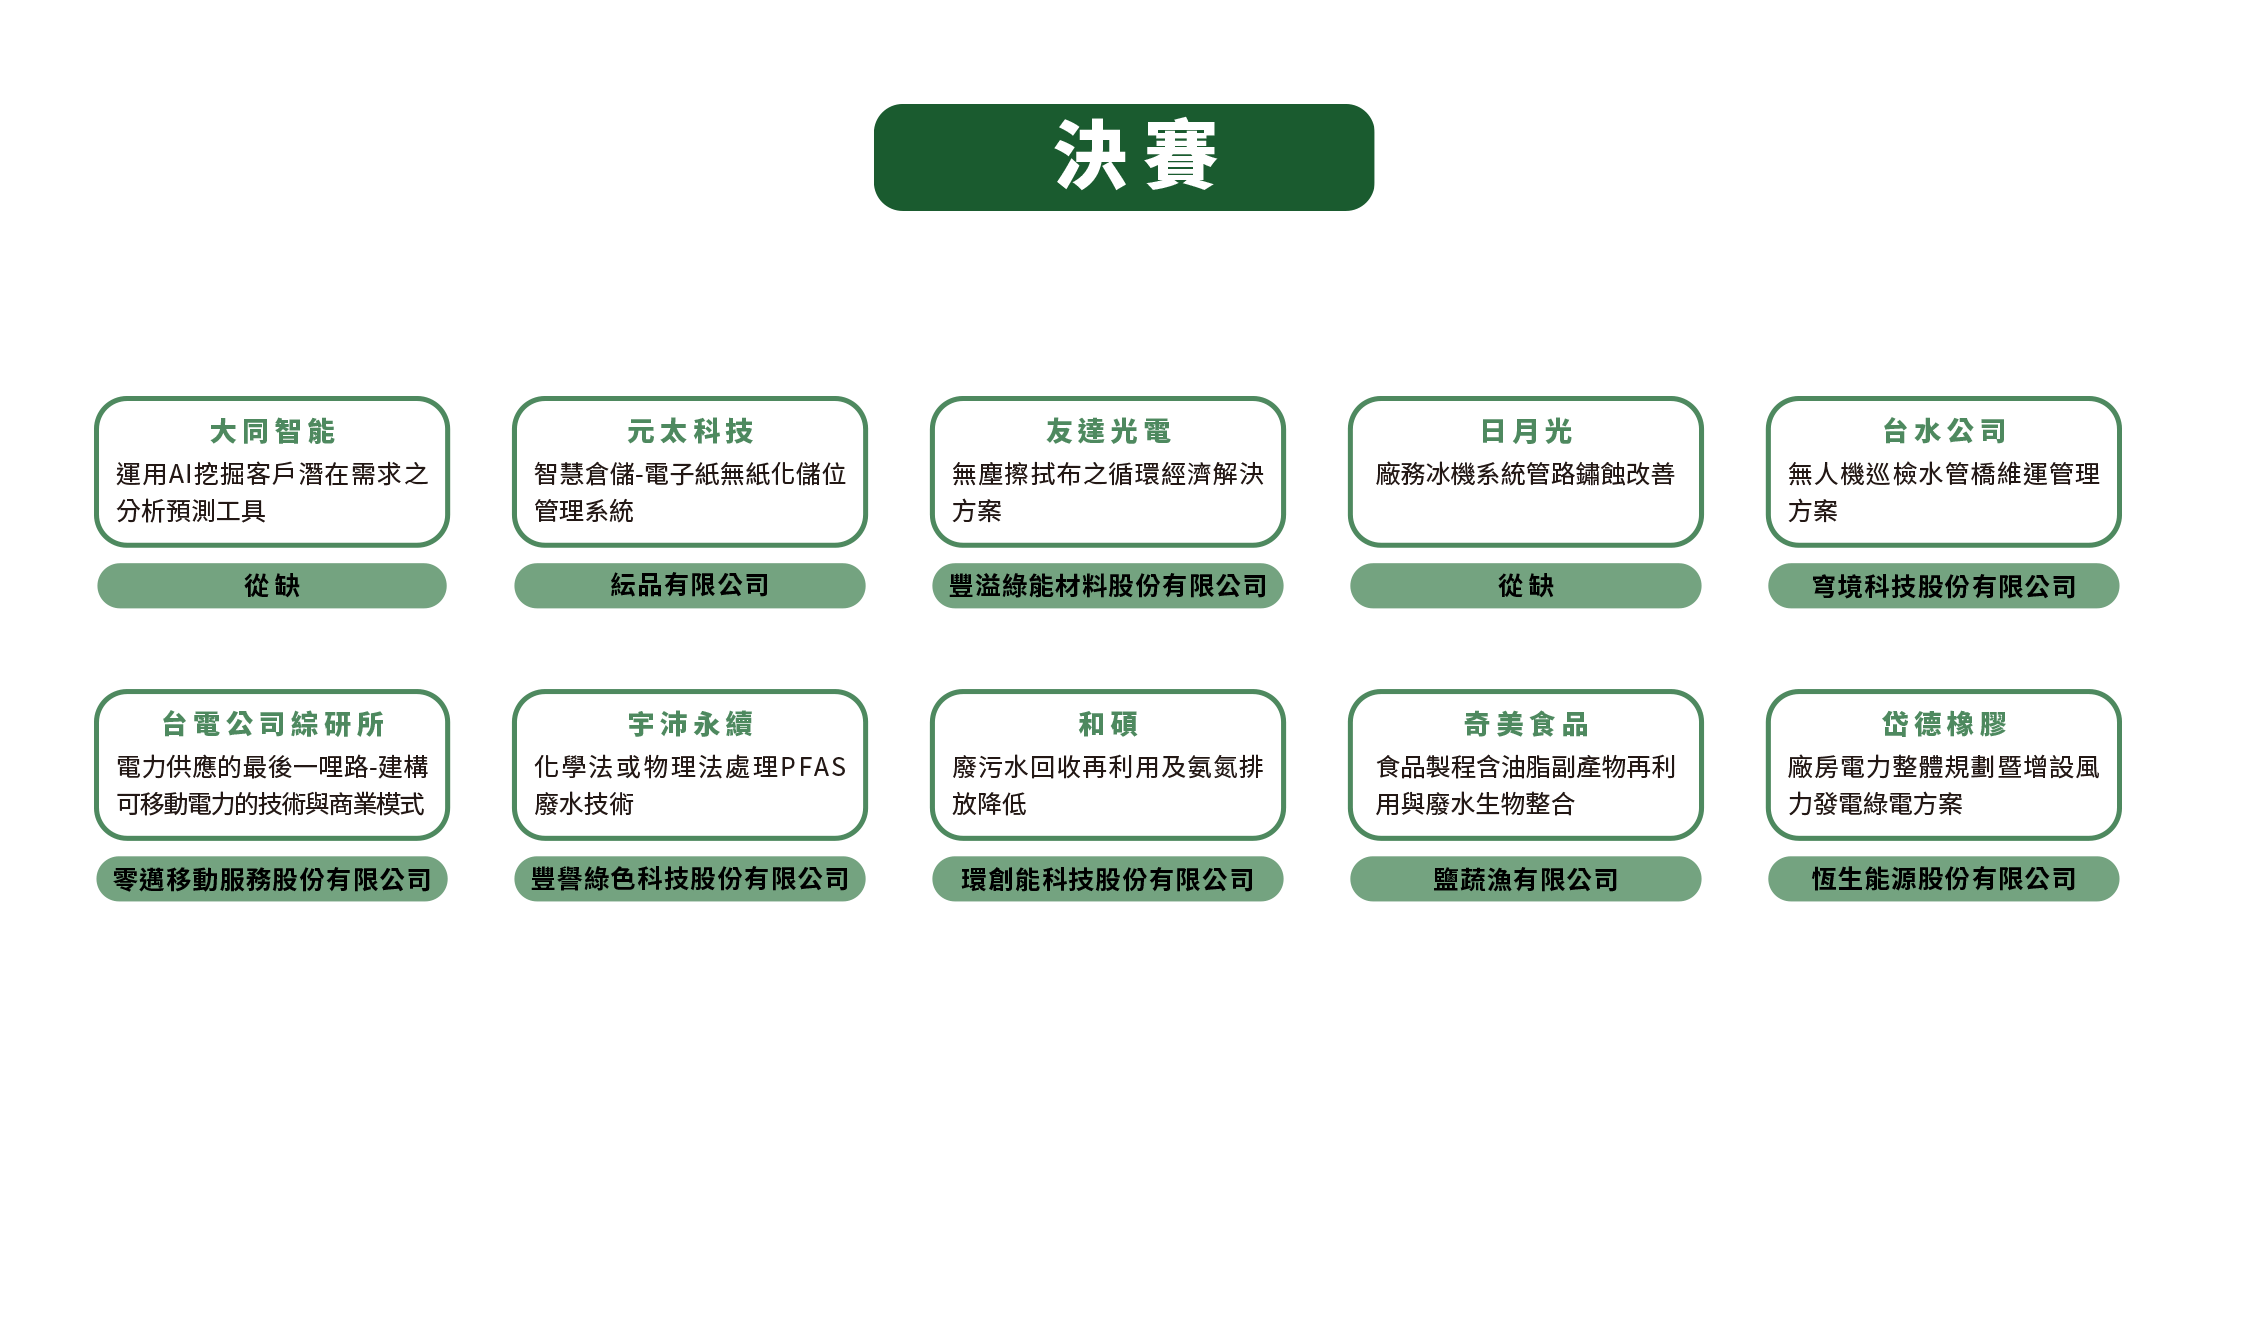 決賽
大同智能
運用AI挖掘客戶潛在需求之
分析預測工具
從缺
元太科技
智慧倉儲-電子紙無紙化儲位
管理系統
紜品有限公司
友達光電
無塵擦拭布之循環經濟解決
方案
豐溢綠能材料股份有限公司
日月光
廠務冰機系統管路鏽蝕改善
從缺
台水公司
無人機巡檢水管橋維運管理
方案
穹境科技股份有限公司
台電公司綜研所
電力供應的最後一哩路-建構
可移動電力的技術與商業模式
零邁移動服務股份有限公司
宇沛永續
化學法或物理法處理PFAS
廢水技術
豐譽綠色科技股份有限公司
和碩
廢污水回收再利用及氨氮排
放降低
環創能科技股份有限公司
奇美食品
食品製程含油脂副產物再利
用與廢水生物整合
鹽蔬漁有限公司
岱德橡膠
廠房電力整體規劃暨增設風
力發電綠電方案
恆生能源股份有限公司